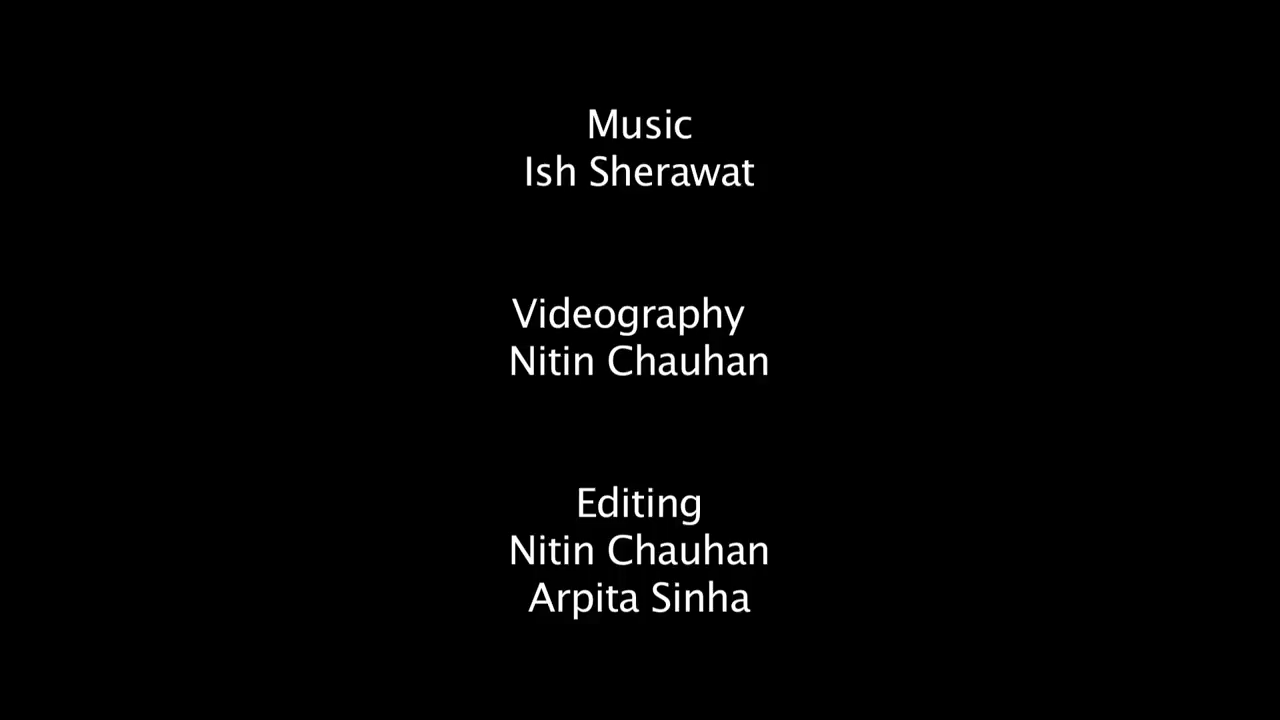 Music
Ish Sherawat
Videography
Nitin Chauhan
Editing
Nitin Chauhan
Arpita Sinha